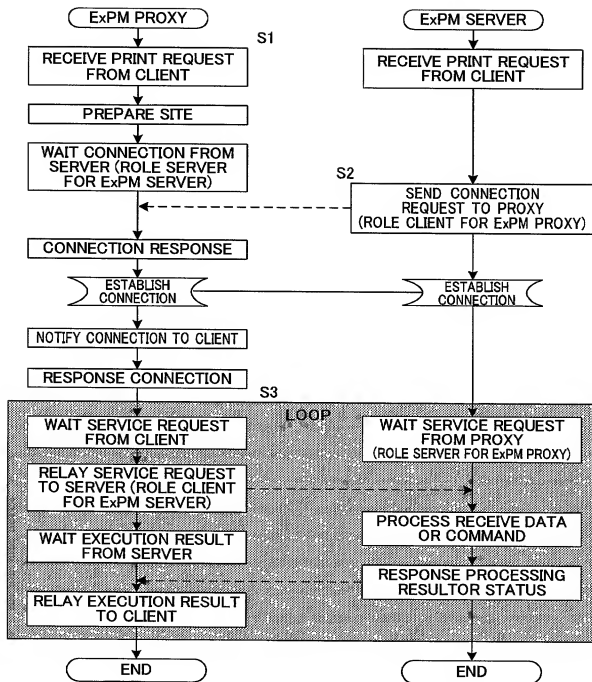 ExPM PROXY
S1
RECEIVE PRINT REQUEST
FROM CLIENT
PREPARE SITE
WAIT CONNECTION FROM
SERVER (ROLE SERVER
FOR ExPM SERVER)
CONNECTION RESPONSE
ESTABLISH
CONNECTION
NOTIFY CONNECTION TO CLIENT
RESPONSE CONNECTION
S3
LOOP
WAIT SERVICE REQUEST
FROM CLIENT
RELAY SERVICE REQUEST
TO SERVER (ROLE CLIENT
FOR ExPM SERVER)
WAIT EXECUTION RESULT
FROM SERVER
RELAY EXECUTION RESULT
TO CLIENT
END
ExPM SERVER
RECEIVE PRINT REQUEST
FROM CLIENT
S2
SEND CONNECTION
REQUEST TO PROXY
(ROLE CLIENT FOR ExPM PROXY)
ESTABLISH
CONNECTION
WAIT SERVICE REQUEST
FROM PROXY
(ROLE SERVER FOR ExPM PROXY)
PROCESS RECEIVE DATA
OR COMMAND
RESPONSE PROCESSING
RESULTOR STATUS
END